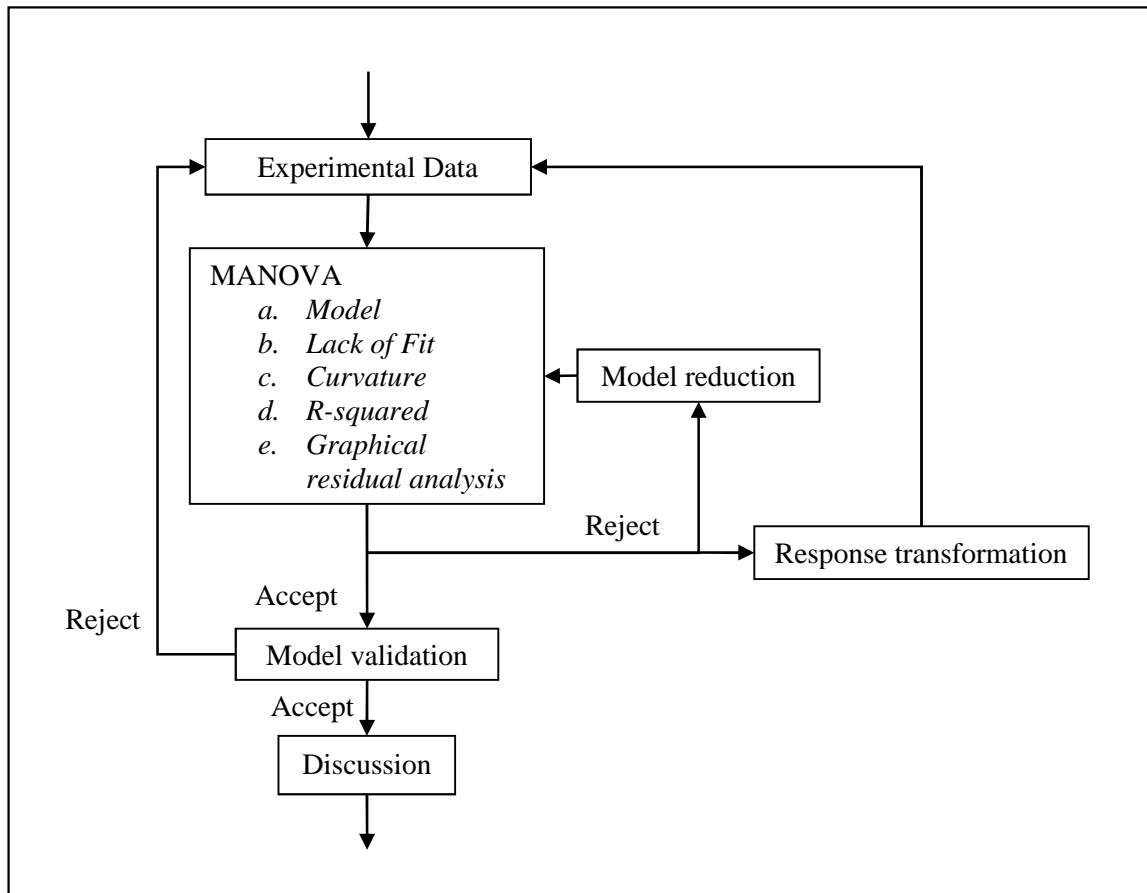 Experimental Data
MANOVA
a. Model
b. Lack of Fit
c. Curvature
d. R-squared
e. Graphical
residual analysis
Model reduction
Reject
Response transformation
Accept
Reject
Model validation
Accept
Discussion